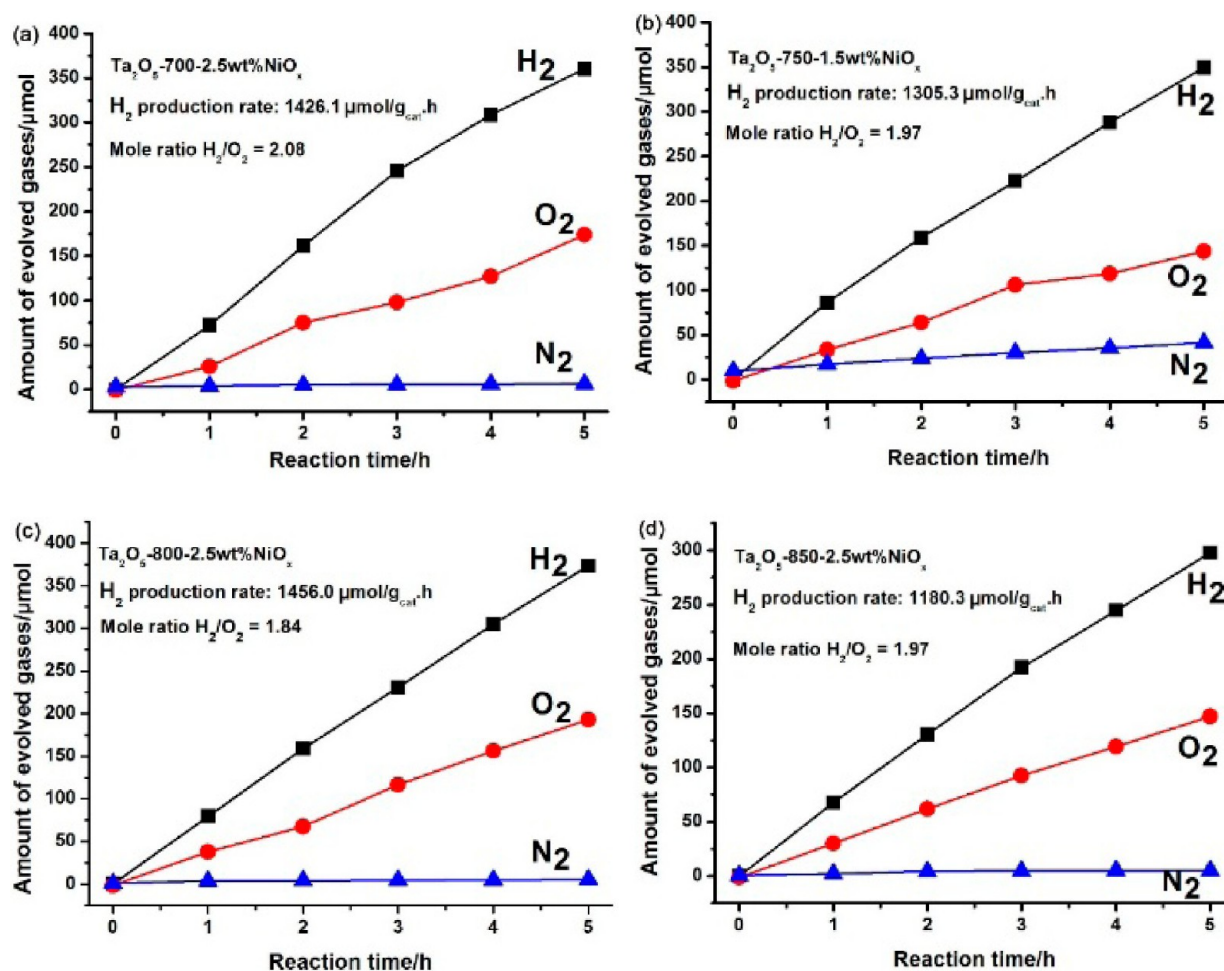 (a)
Ta₂O₅-700-2.5wt%NiOₓ
H₂ production rate: 1426.1 µmol/g_cat.h
Mole ratio H₂/O₂ = 2.08
H₂
O₂
N₂
Amount of evolved gases/µmol
400
350
300
250
200
150
100
50
0
0 1 2 3 4 5
Reaction time/h
(b)
Ta₂O₅-750-1.5wt%NiOₓ
H₂ production rate: 1305.3 µmol/g_cat.h
Mole ratio H₂/O₂ = 1.97
H₂
O₂
N₂
Amount of evolved gases/µmol
400
350
300
250
200
150
100
50
0
0 1 2 3 4 5
Reaction time/h
(c)
Ta₂O₅-800-2.5wt%NiOₓ
H₂ production rate: 1456.0 µmol/g_cat.h
Mole ratio H₂/O₂ = 1.84
H₂
O₂
N₂
Amount of evolved gases/µmol
400
350
300
250
200
150
100
50
0
0 1 2 3 4 5
Reaction time/h
(d)
Ta₂O₅-850-2.5wt%NiOₓ
H₂ production rate: 1180.3 µmol/g_cat.h
Mole ratio H₂/O₂ = 1.97
H₂
O₂
N₂
Amount of evolved gases/µmol
300
250
200
150
100
50
0
0 1 2 3 4 5
Reaction time/h